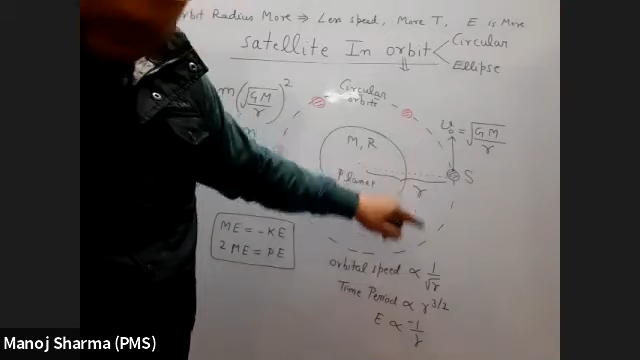 orbit Radius More ⇒ Less speed, More T, E is More
Satellite In orbit
Circular
Ellipse
m(√(GM/r))²
Circular
orbits
v₀ = √(GM/r)
M, R
Planet
r
S
ME = -KE
2 ME = PE
orbital speed ∝ 1/√r
Time Period ∝ r^3/2
E ∝ -1/r
Manoj Sharma (PMS)